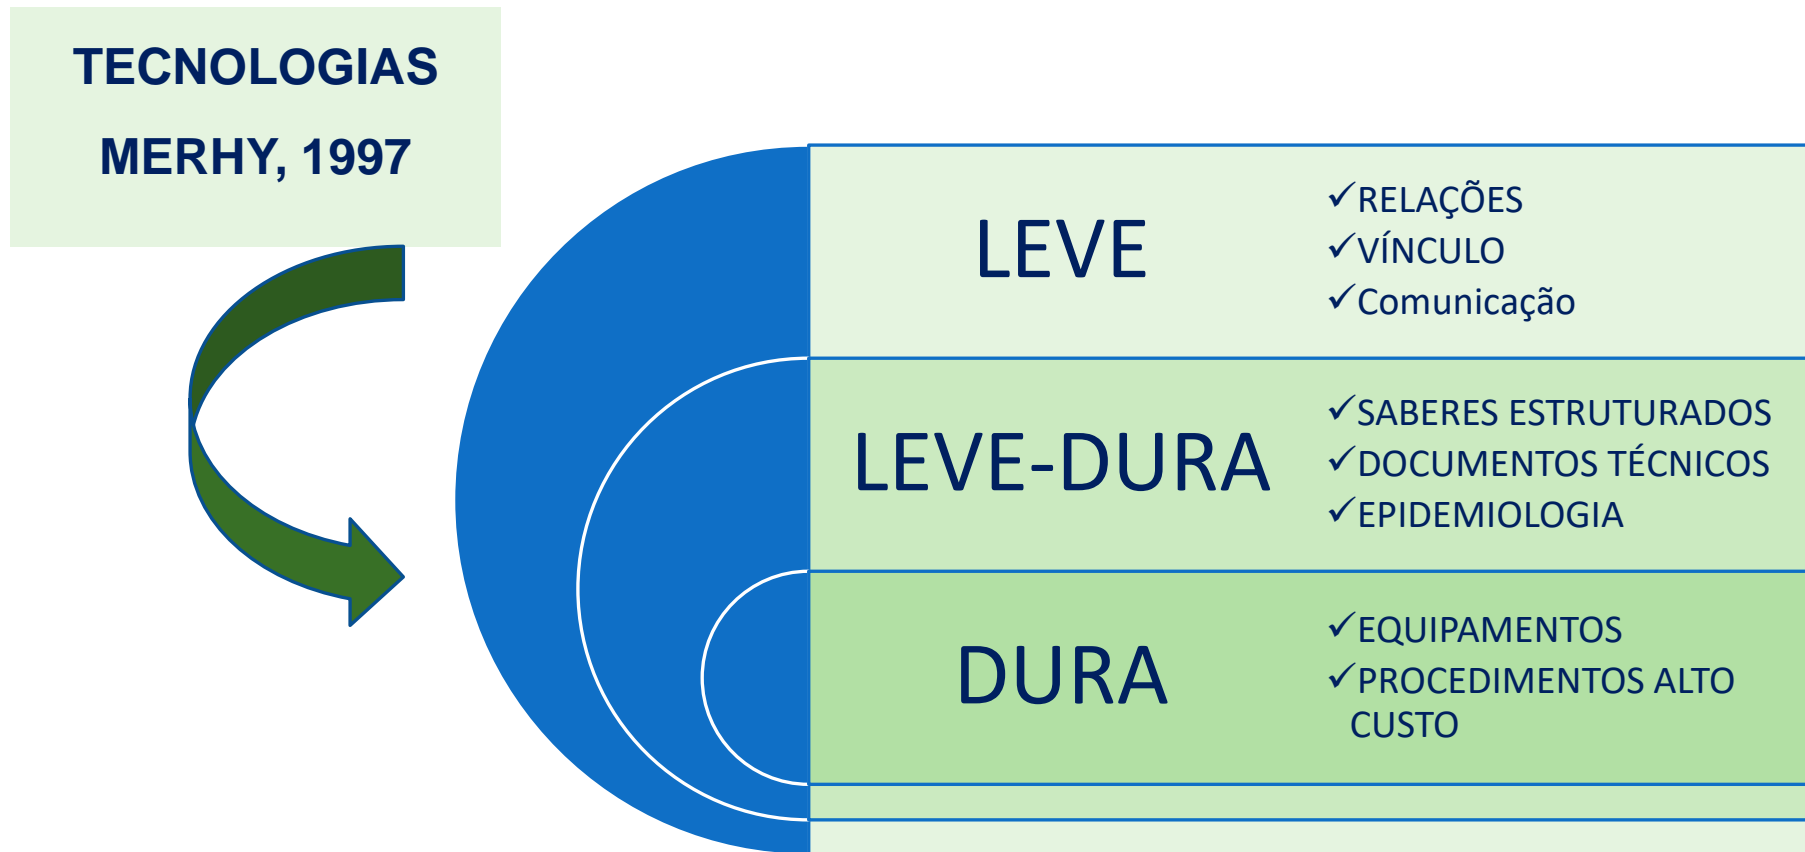 TECNOLOGIAS
MERHY, 1997
LEVE
✓RELAÇÕES
✓VÍNCULO
✓Comunicação
LEVE-DURA
✓SABERES ESTRUTURADOS
✓DOCUMENTOS TÉCNICOS
✓EPIDEMIOLOGIA
DURA
✓EQUIPAMENTOS
✓PROCEDIMENTOS ALTO
CUSTO